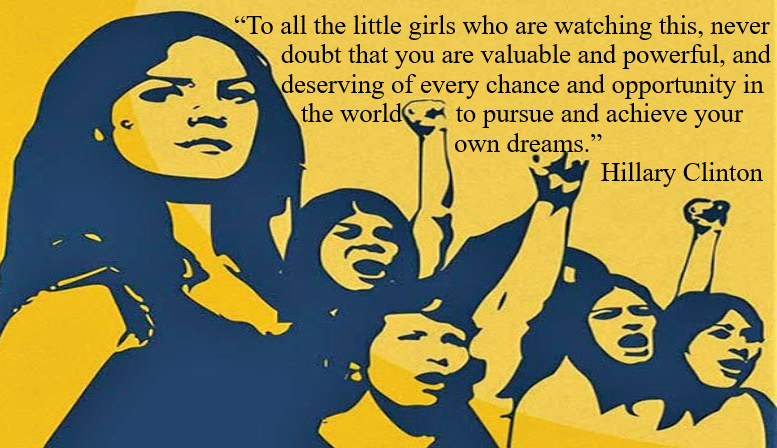 “To all the little girls who are watching this, never
doubt that you are valuable and powerful, and
deserving of every chance and opportunity in
the world to pursue and achieve your
own dreams.”
Hillary Clinton